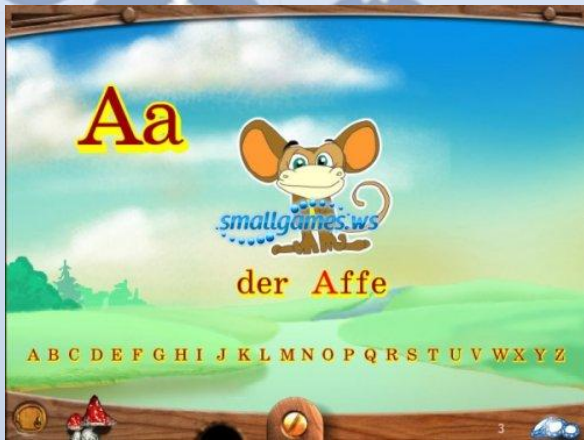 Aa
smallgames.ws
der Affe
A B C D E F G H I J K L M N O P Q R S T U V W X Y Z
3